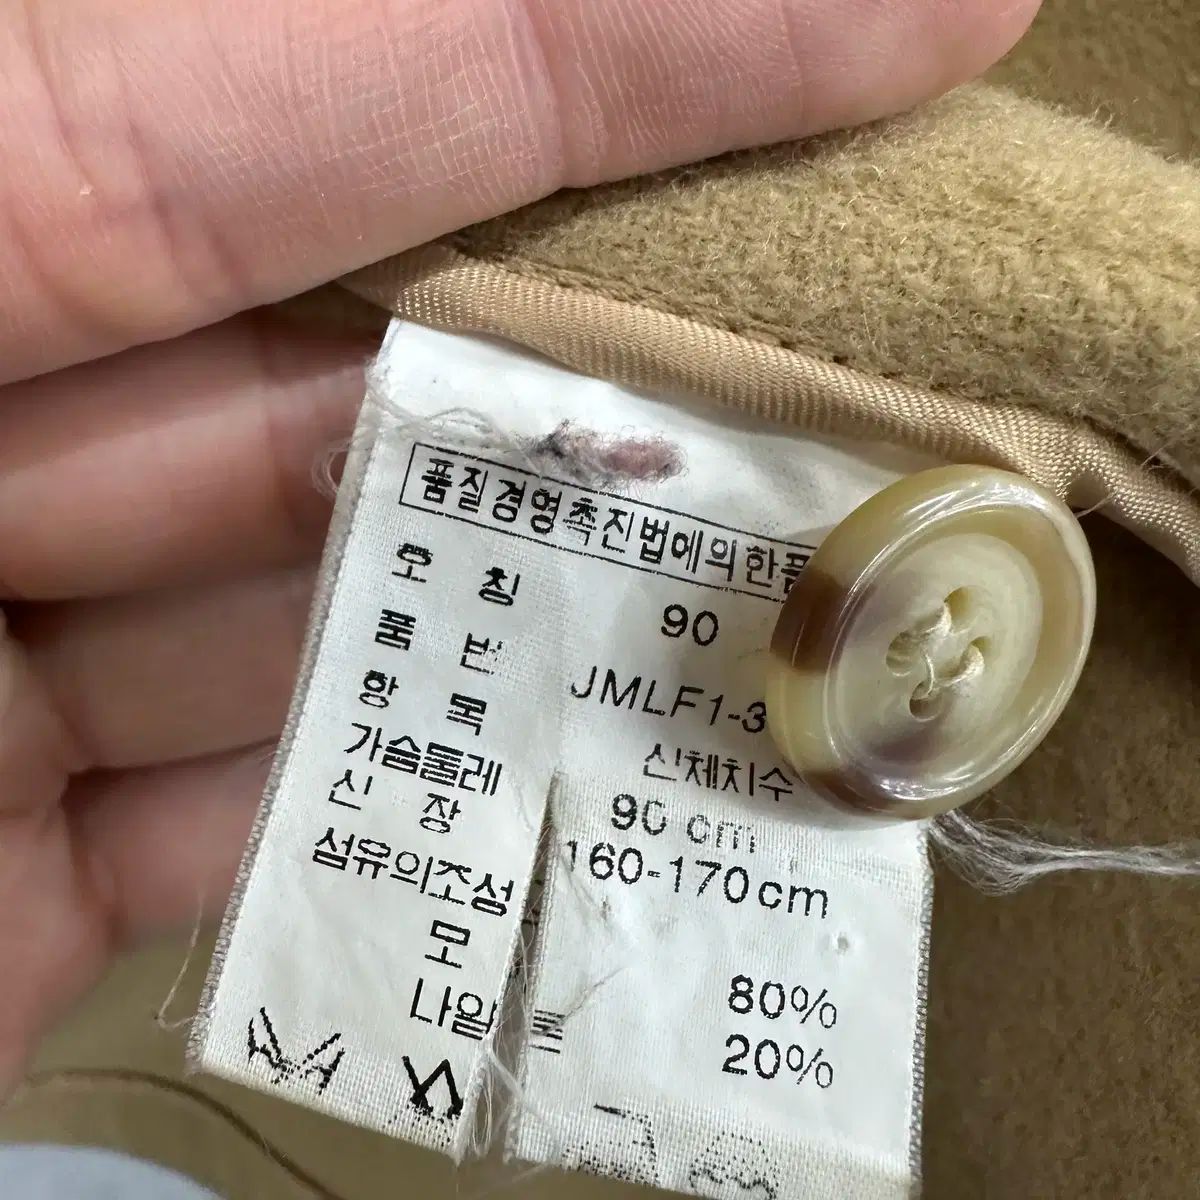 품질경영촉진법에의한품
호 칭 90
품 번 JMLF1-3
항 목 신체치수
가슴둘레 90 cm
신 장 160-170cm
섬유의조성
모 80%
나일론 20%